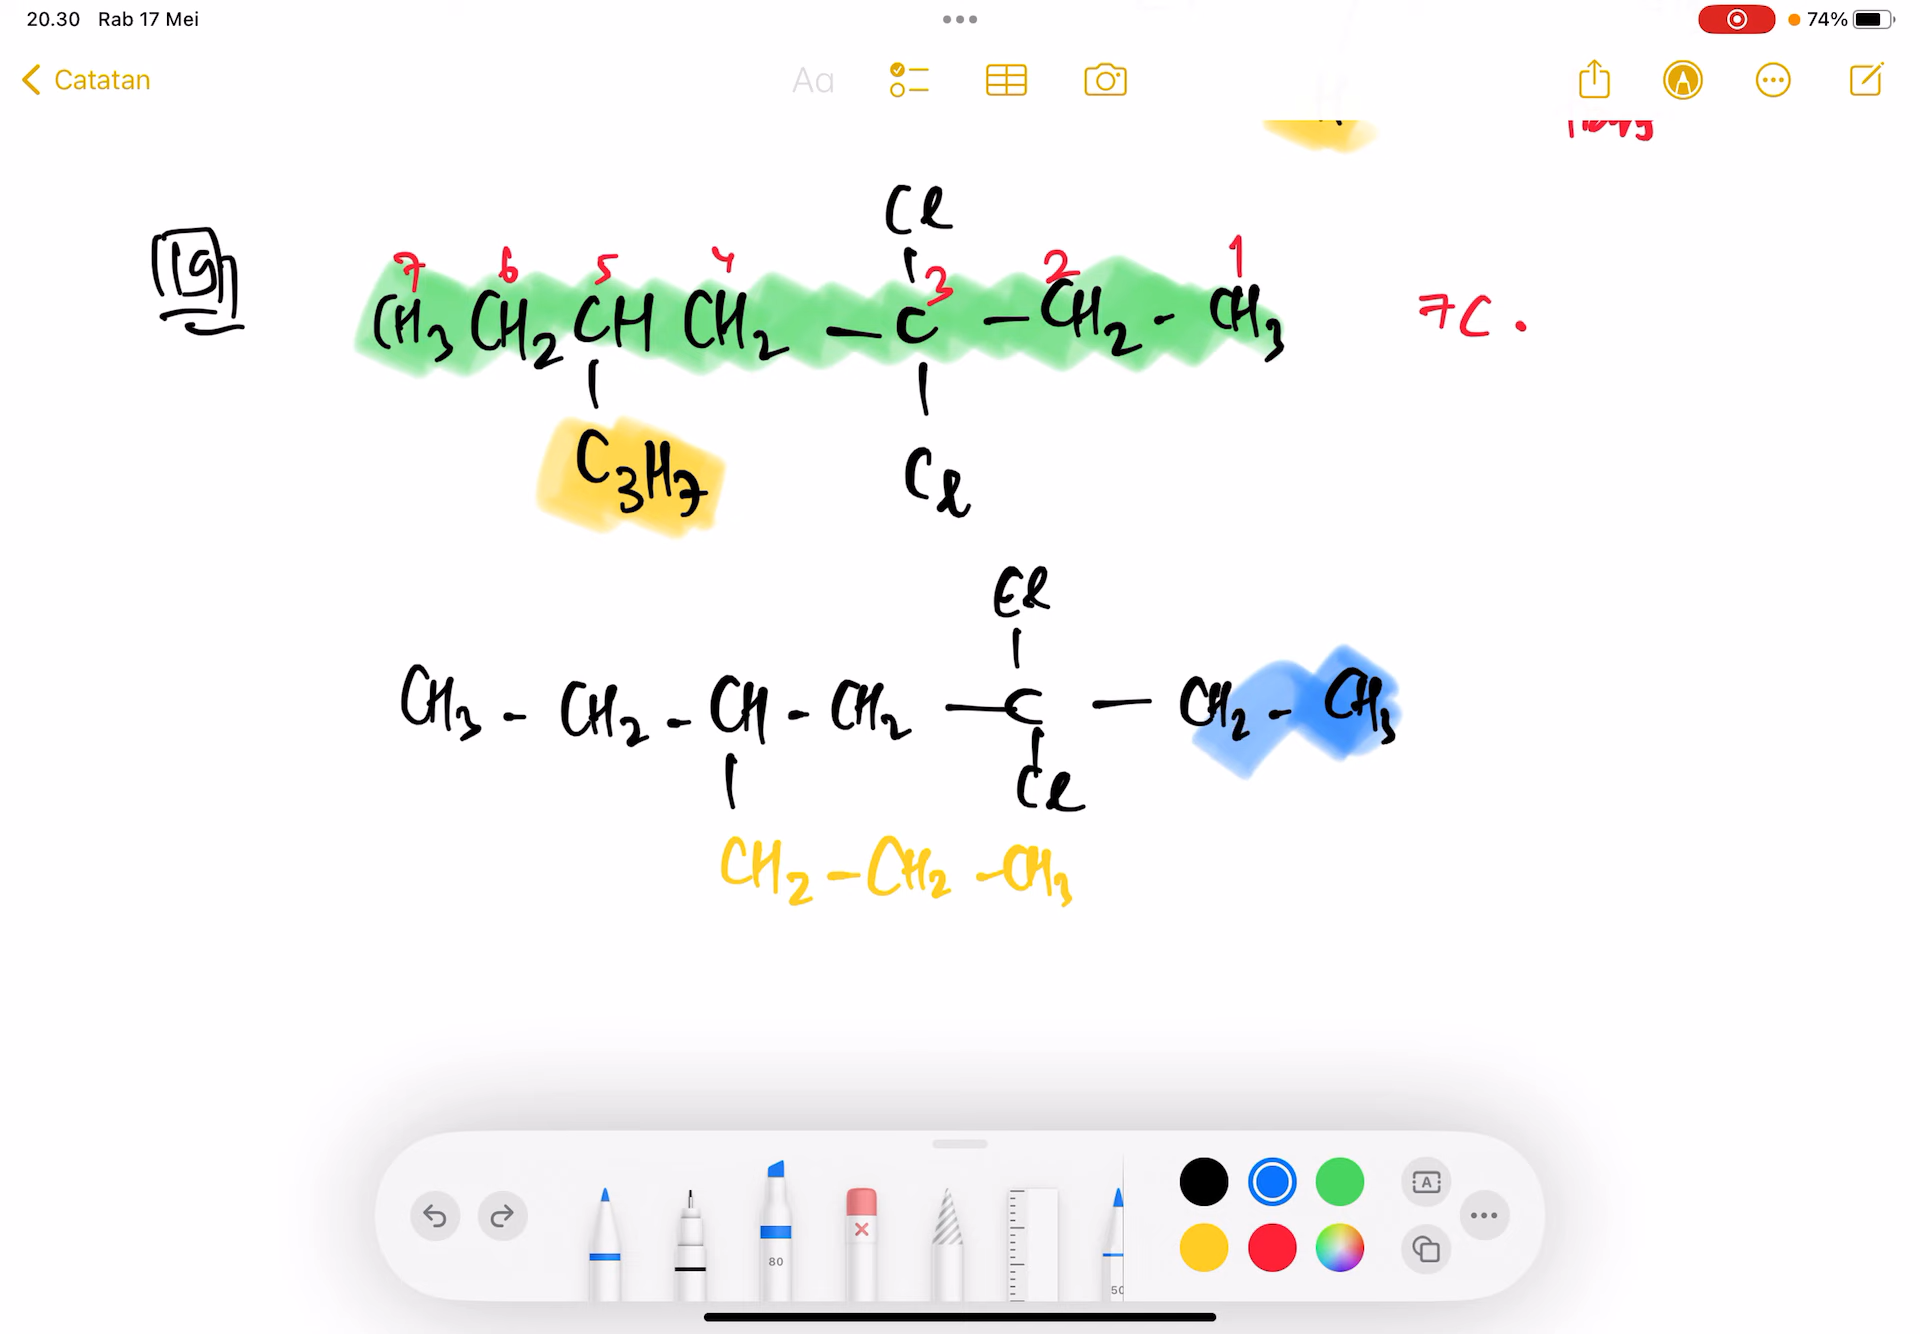 20.30 Rab 17 Mei
74%
Catatan
Aa
Cl
19
7 6 5 4 3 2 1
CH3 CH2 CH CH2 – C – CH2 - CH3
7C.
C3H7
Cl
Cl
CH3 - CH2 - CH - CH2 – C – CH2 - CH3
Cl
CH2 - CH2 - CH3
A
80
50